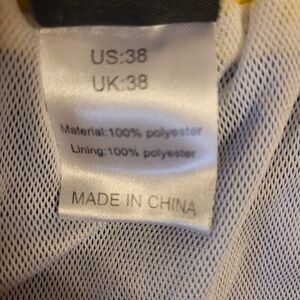 US:38
UK:38
Material:100% polyester
Lining:100% polyester
MADE IN CHINA